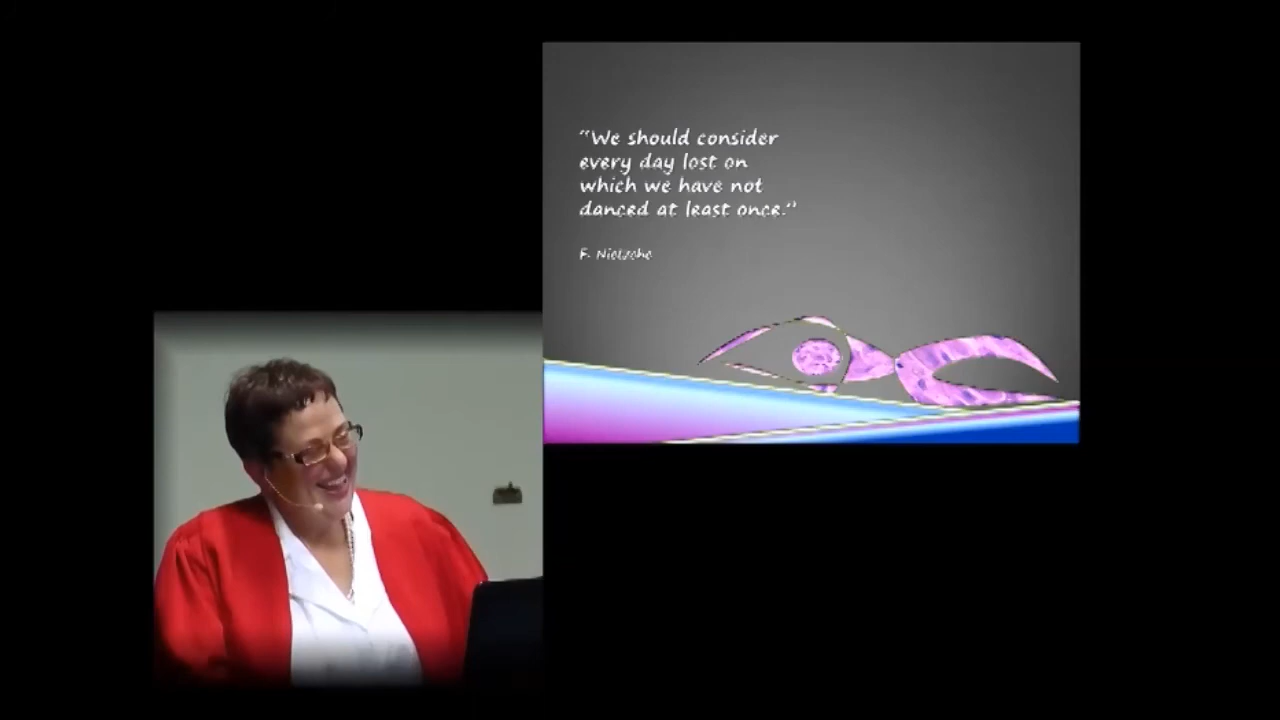 “We should consider
every day lost on
which we have not
danced at least once.”
F. Nietzche